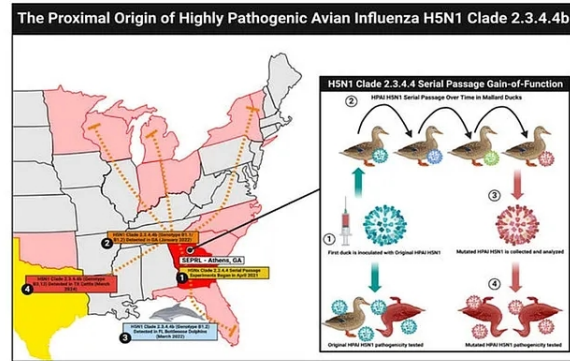 The Proximal Origin of Highly Pathogenic Avian Influenza H5N1 Clade 2.3.4.4b
H5N1 Clade 2.3.4.4 Serial Passage Gain-of-Function
HPAI H5N1 Serial Passage Over Time in Mallard Ducks
2
1
3
First duck is inoculated with Original HPAI H5N1
Mutated HPAI H5N1 is collected and analyzed
4
Original HPAI H5N1 pathogenicity tested
Mutated HPAI H5N1 pathogenicity tested
2
H5N1 Clade 2.3.4.4b (Genotype B1.1/
B1.2) Detected in GA (January 2022)
SEPRL - Athens, GA
1
H5Nx Clade 2.3.4.4 Serial Passage
Experiments Began in April 2021
4
H5N1 Clade 2.3.4.4b (Genotype
B3.13) Detected in TX Cattle (March
2024)
3
H5N1 Clade 2.3.4.4b (Genotype B1.2)
Detected in FL Bottlenose Dolphins
(March 2022)